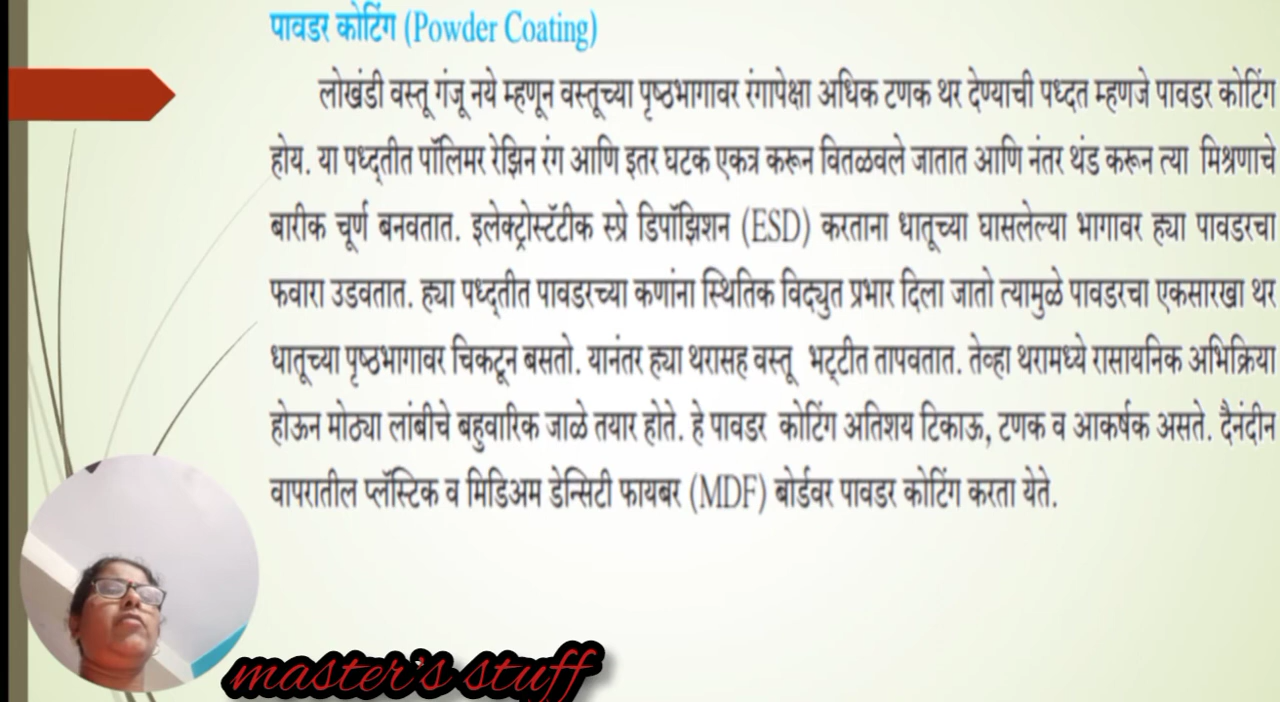 पावडर कोटिंग (Powder Coating)
लोखंडी वस्तू गंजू नये म्हणून वस्तूच्या पृष्ठभागावर रंगापेक्षा अधिक टणक थर देण्याची पध्दत म्हणजे पावडर कोटिंग
होय. या पध्द्तीत पॉलिमर रेझिन रंग आणि इतर घटक एकत्र करून वितळवले जातात आणि नंतर थंड करून त्या मिश्रणाचे
बारीक चूर्ण बनवतात. इलेक्ट्रोस्टॅटीक स्प्रे डिपॉझिशन (ESD) करताना धातूच्या घासलेल्या भागावर ह्या पावडरचा
फवारा उडवतात. ह्या पध्द्तीत पावडरच्या कणांना स्थितिक विद्युत प्रभार दिला जातो त्यामुळे पावडरचा एकसारखा थर
धातूच्या पृष्ठभागावर चिकटून बसतो. यानंतर ह्या थरासह वस्तू भट्टीत तापवतात. तेव्हा थरामध्ये रासायनिक अभिक्रिया
होऊन मोठ्या लांबीचे बहुवारिक जाळे तयार होते. हे पावडर कोटिंग अतिशय टिकाऊ, टणक व आकर्षक असते. दैनंदीन
वापरातील प्लॅस्टिक व मिडिअम डेन्सिटी फायबर (MDF) बोर्डवर पावडर कोटिंग करता येते.
master's stuff